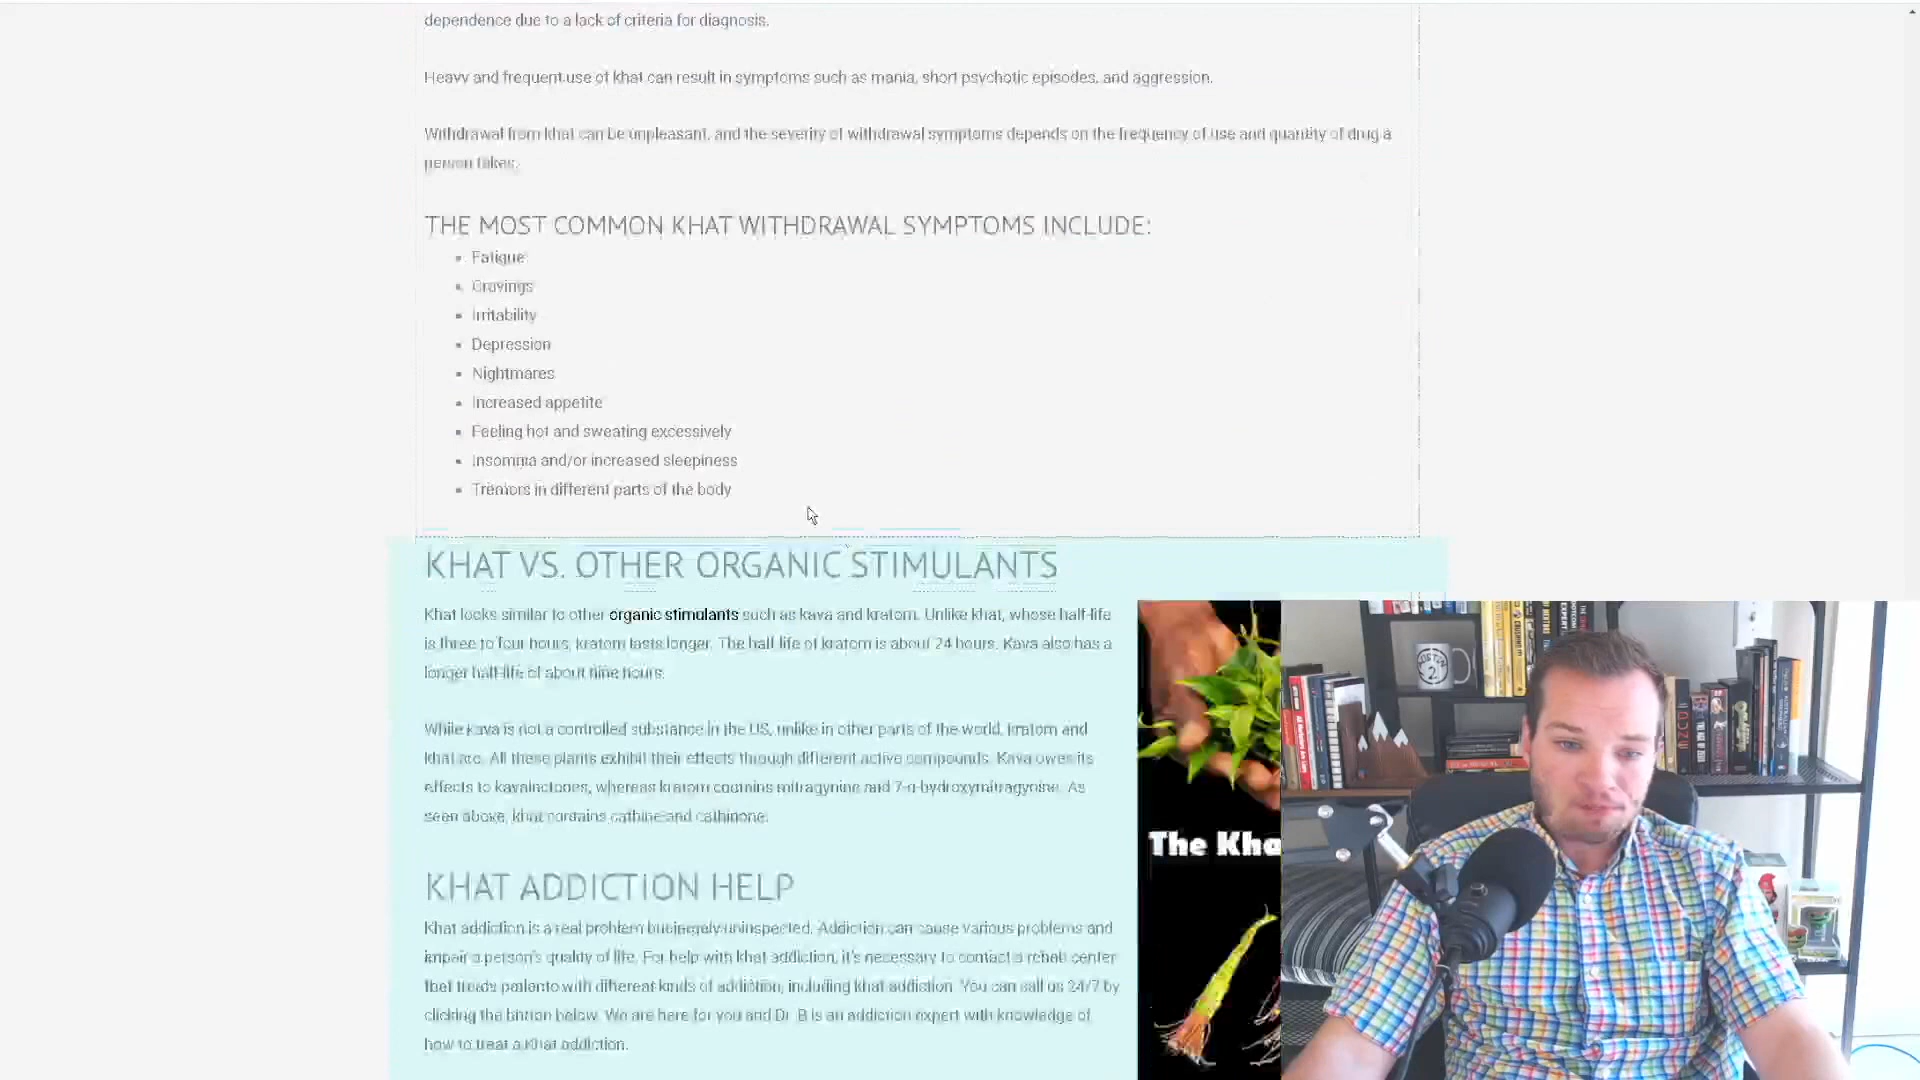 dependence due to a lack of criteria for diagnosis.
Heavy and frequent use of khat can result in symptoms such as mania, short psychotic episodes, and aggression.
Withdrawal from khat can be unpleasant, and the severity of withdrawal symptoms depends on the frequency of use and quantity of drug a
person takes.
THE MOST COMMON KHAT WITHDRAWAL SYMPTOMS INCLUDE:
Fatigue
Cravings
Irritability
Depression
Nightmares
Increased appetite
Feeling hot and sweating excessively
Insomnia and/or increased sleepiness
Tremors in different parts of the body
KHAT VS. OTHER ORGANIC STIMULANTS
Khat looks similar to other organic stimulants such as kava and kratom. Unlike khat, whose half-life
is three to four hours, kratom lasts longer. The half life of kratom is about 24 hours. Kava also has a
longer half-life of about nine hours.
While kava is not a controlled substance in the US, unlike in other parts of the world, kratom and
khat are. All these plants exhibit their effects through different active compounds. Kava owes its
effects to kavalactones, whereas kratom contains mitragynine and 7-α-hydroxymitragynine. As
seen above, khat contains cathine and cathinone.
KHAT ADDICTION HELP
Khat addiction is a real problem but largely uninspected. Addiction can cause various problems and
impair a person's quality of life. For help with khat addiction, it's necessary to contact a rehab center
that treats patients with different kinds of addiction, including khat addiction. You can call us 24/7 by
clicking the button below. We are here for you and Dr. B is an addiction expert with knowledge of
how to treat a Khat addiction.
The Kha
AUSTIN
DUNE